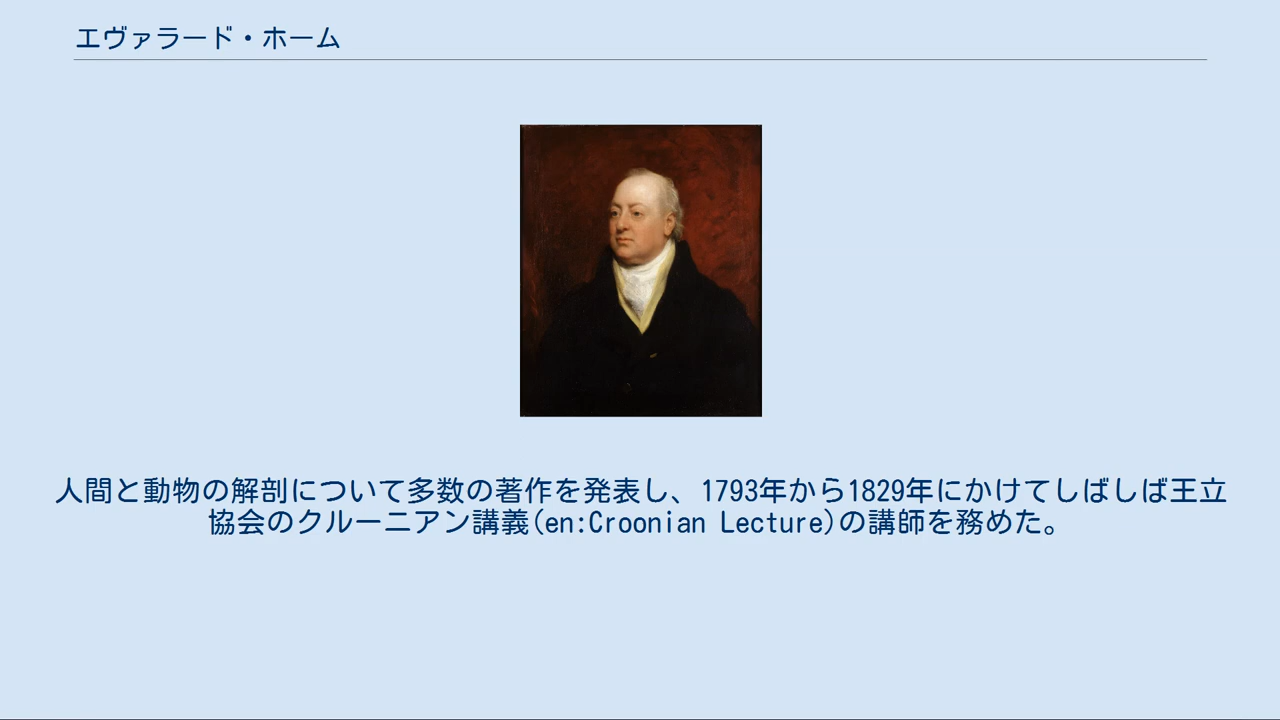 エヴァラード・ホーム
人間と動物の解剖について多数の著作を発表し、1793年から1829年にかけてしばしば王立
協会のクルーニアン講義(en:Croonian Lecture)の講師を務めた。